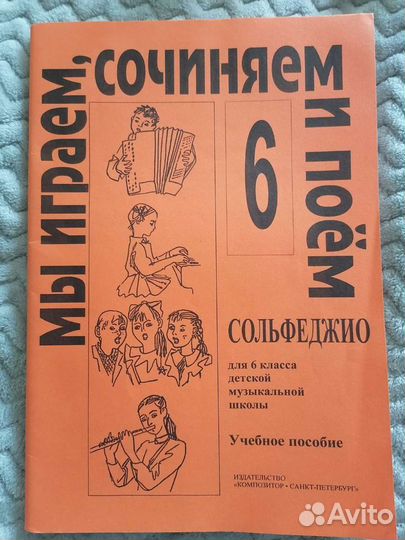 Мы играем, сочиняем и поём
6
СОЛЬФЕДЖИО
для 6 класса
детской
музыкальной
школы
Учебное пособие
ИЗДАТЕЛЬСТВО
«КОМПОЗИТОР • САНКТ-ПЕТЕРБУРГ»
Avito